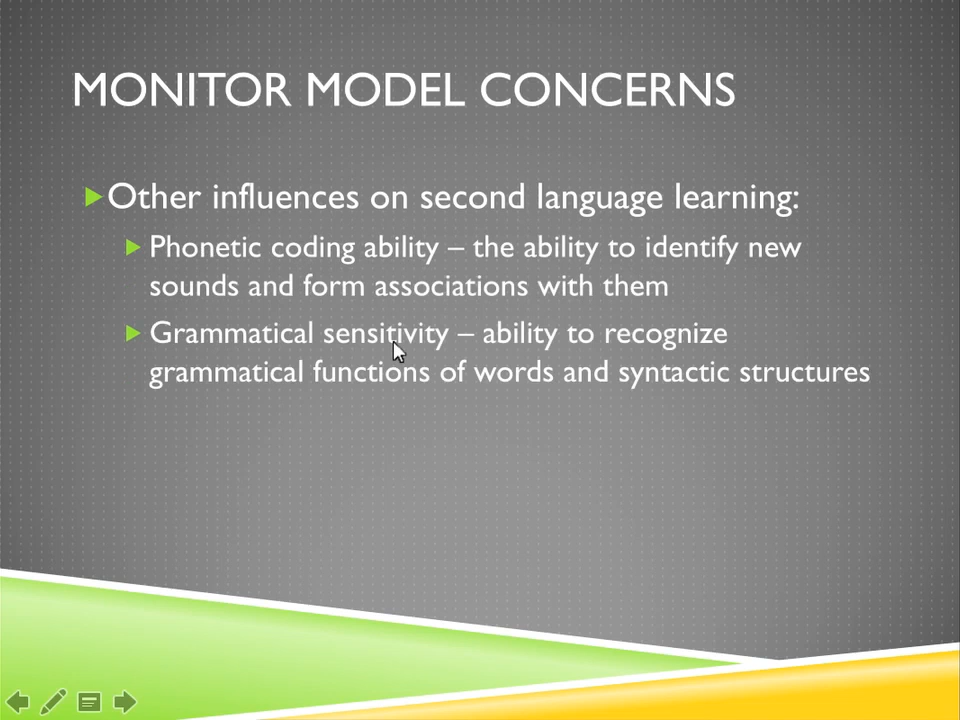 MONITOR MODEL CONCERNS
Other influences on second language learning:
Phonetic coding ability – the ability to identify new
sounds and form associations with them
Grammatical sensitivity – ability to recognize
grammatical functions of words and syntactic structures